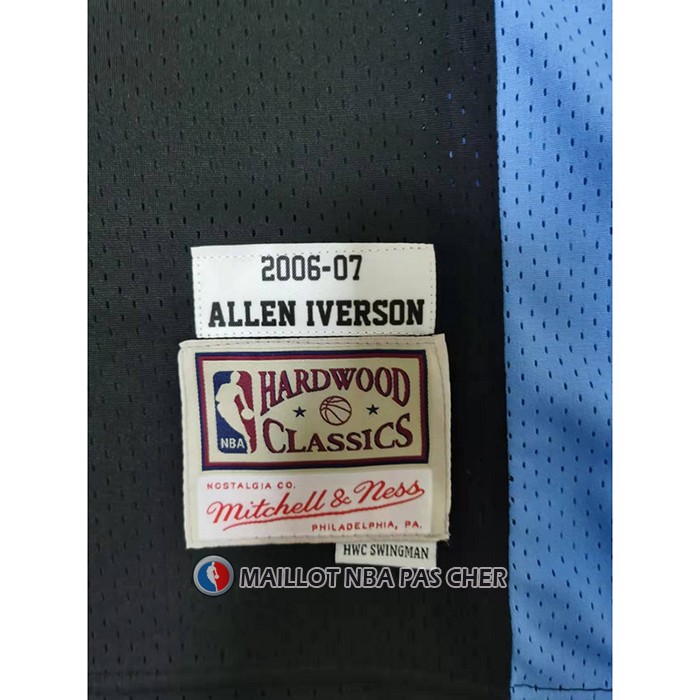 2006-07
ALLEN IVERSON
HARDWOOD
CLASSICS
NBA
NOSTALGIA CO.
Mitchell & Ness
PHILADELPHIA, PA.
HWC SWINGMAN
MAILLOT NBA PAS CHER